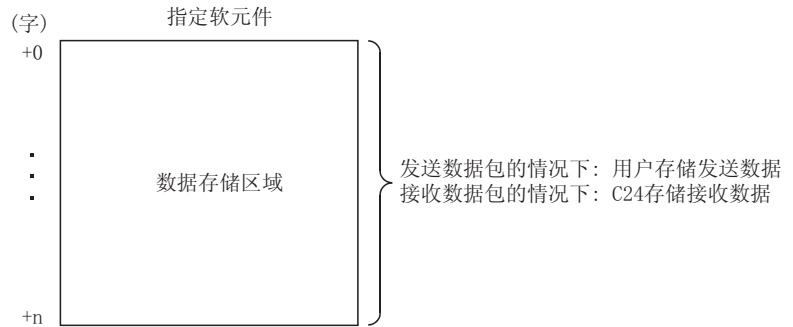 指定软元件
(字)
+0
数据存储区域
发送数据包的情况下: 用户存储发送数据
接收数据包的情况下: C24存储接收数据
+n